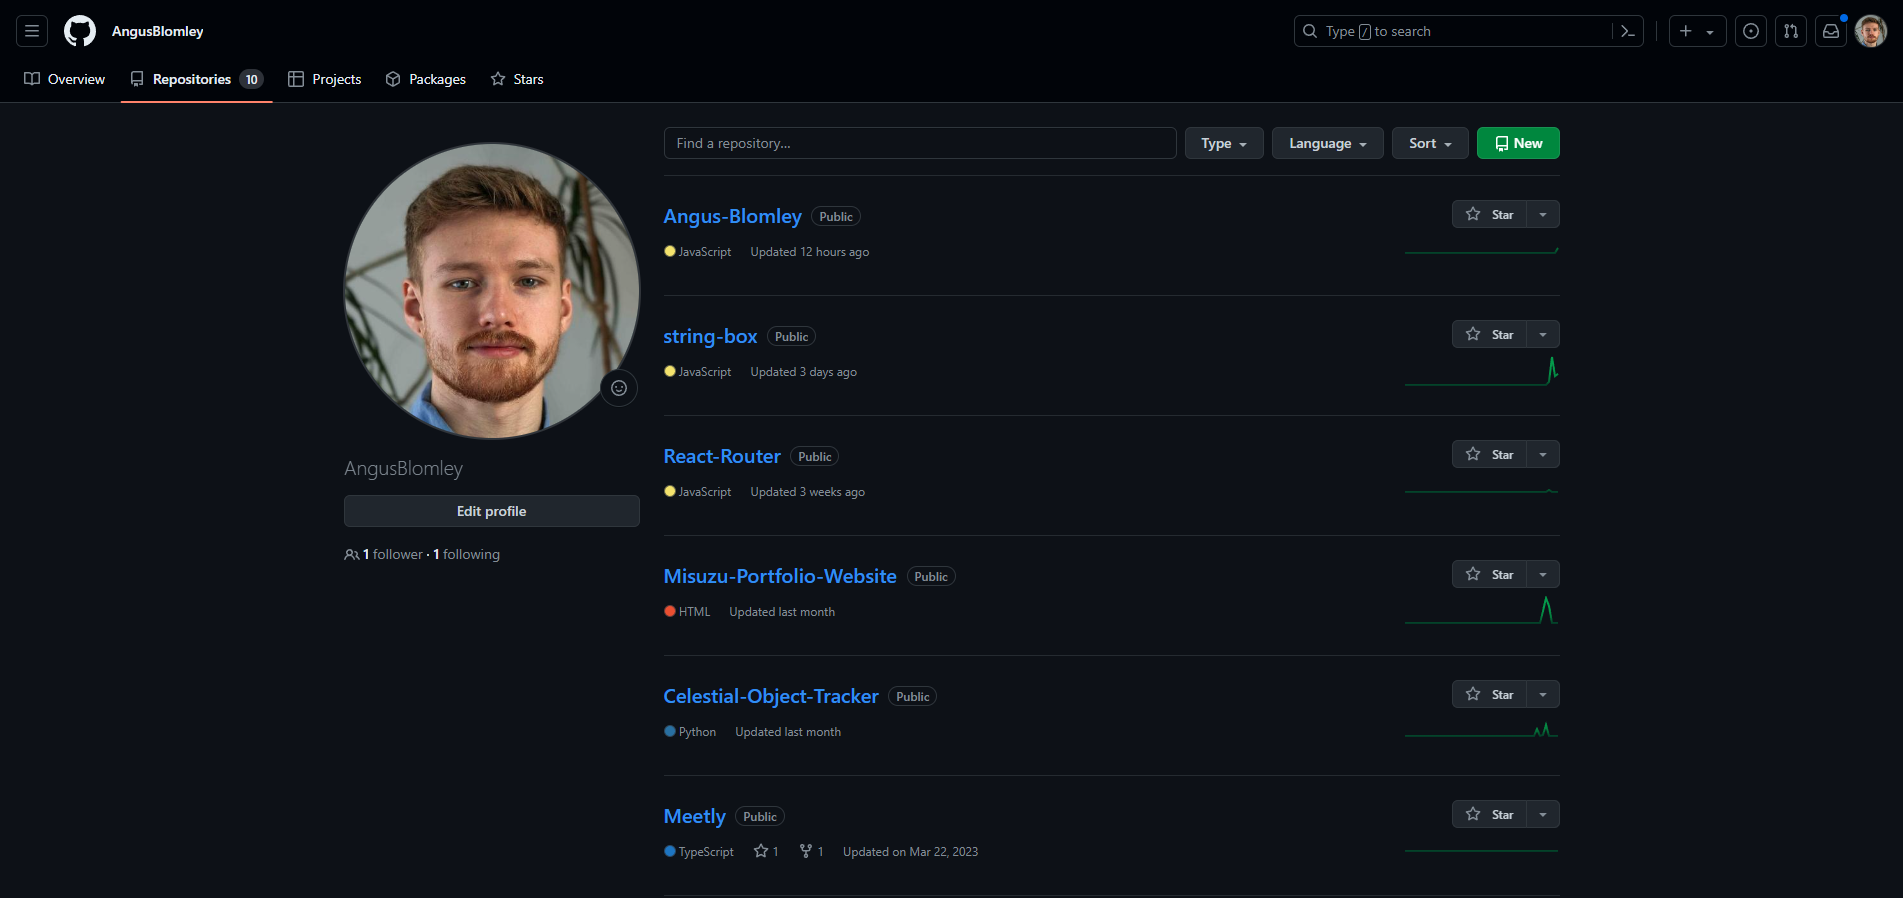 AngusBlomley
Type / to search
Overview
Repositories 10
Projects
Packages
Stars
AngusBlomley
Edit profile
1 follower · 1 following
Find a repository...
Type
Language
Sort
New
Angus-Blomley Public
Star
JavaScript Updated 12 hours ago
string-box Public
Star
JavaScript Updated 3 days ago
React-Router Public
Star
JavaScript Updated 3 weeks ago
Misuzu-Portfolio-Website Public
Star
HTML Updated last month
Celestial-Object-Tracker Public
Star
Python Updated last month
Meetly Public
Star
TypeScript 1 1 Updated on Mar 22, 2023